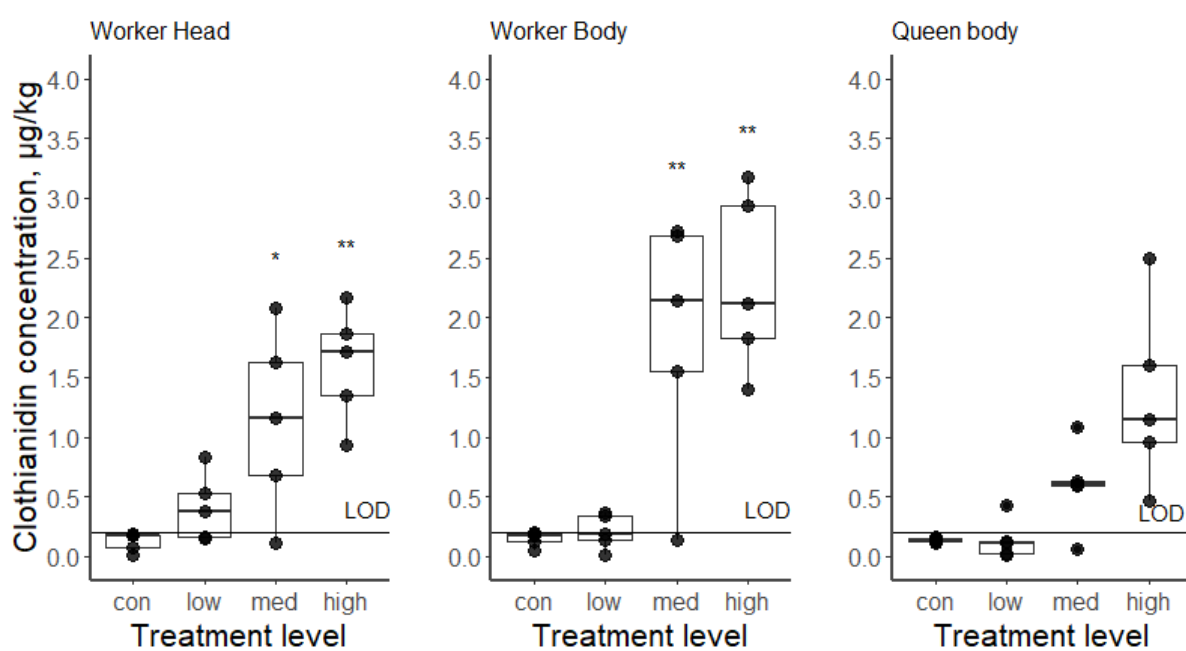 Worker Head
Worker Body
Queen body
Clothianidin concentration, µg/kg
4.0
3.5
3.0
2.5
2.0
1.5
1.0
0.5
0.0
*
**
LOD
con low med high
Treatment level
4.0
3.5
3.0
2.5
2.0
1.5
1.0
0.5
0.0
**
**
LOD
con low med high
Treatment level
4.0
3.5
3.0
2.5
2.0
1.5
1.0
0.5
0.0
LOD
con low med high
Treatment level